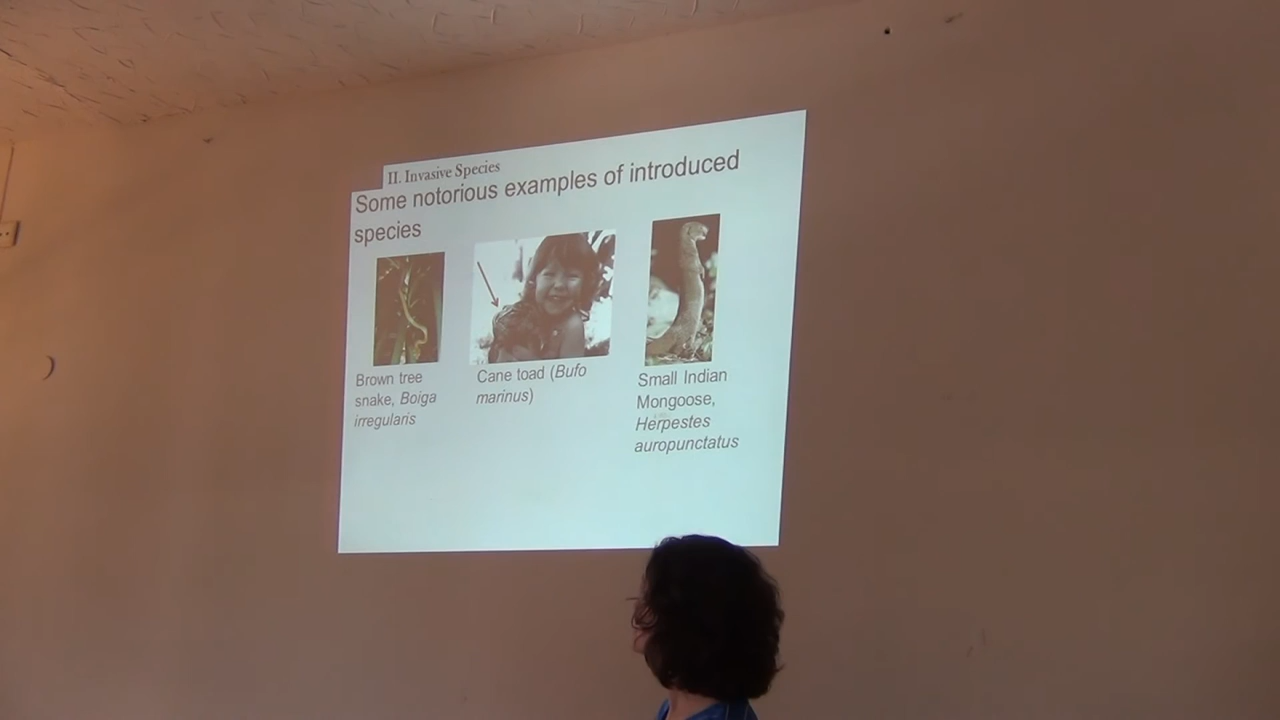 II. Invasive Species
Some notorious examples of introduced
species
Brown tree
snake, Boiga
irregularis
Cane toad (Bufo
marinus)
Small Indian
Mongoose,
Herpestes
auropunctatus